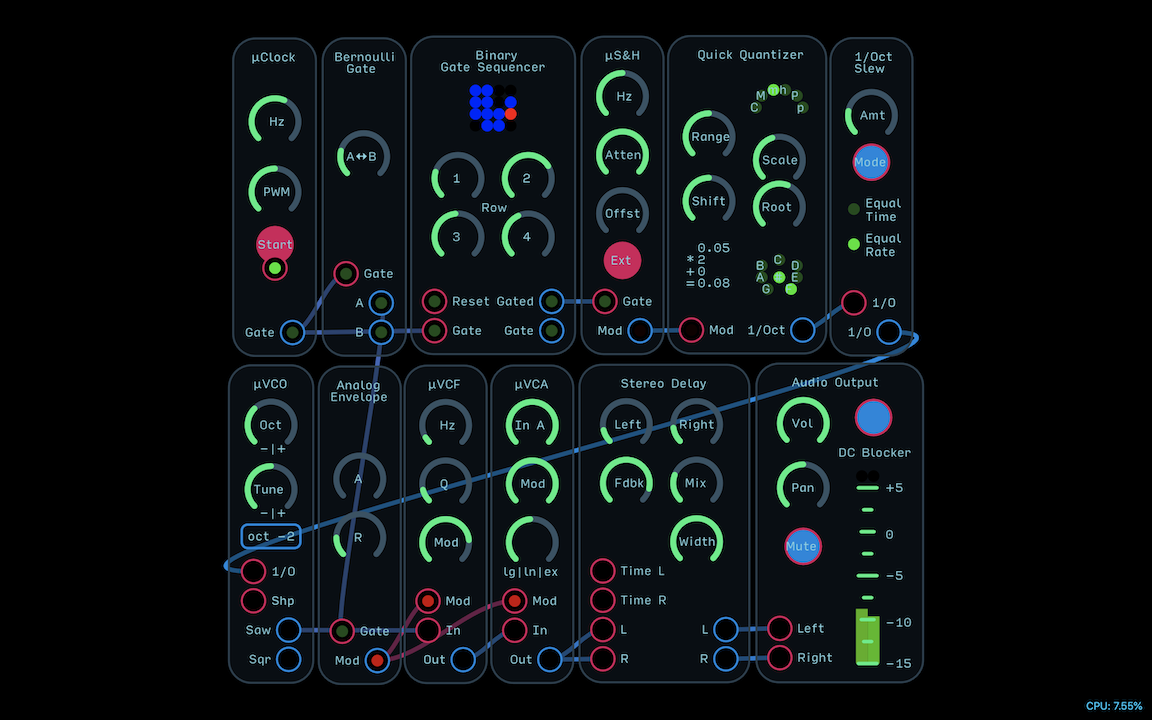 µClock
Hz
PWM
Start
Gate
Bernoulli
Gate
A↔B
Gate
A
B
Binary
Gate Sequencer
1
2
Row
3
4
Reset Gated
Gate Gate
µS&H
Hz
Atten
Offst
Ext
Gate
Mod
Quick Quantizer
Range
Scale
Shift
Root
0.05
*2
+0
=0.08
C
B D
A E
G
Mod 1/Oct
1/Oct
Slew
Amt
Mode
Equal
Time
Equal
Rate
1/O
1/O
µVCO
Oct
-|+
Tune
-|+
oct -2
1/O
Shp
Saw
Sqr
Analog
Envelope
A
R
Gate
Mod
µVCF
Hz
Q
Mod
Mod
In
Out
µVCA
In A
Mod
lg|ln|ex
Mod
In
Out
Stereo Delay
Left
Right
Fdbk
Mix
Width
Time L
Time R
L L
R R
Audio Output
Vol
DC Blocker
Pan
Mute
+5
0
-5
-10
-15
Left
Right
CPU: 7.55%